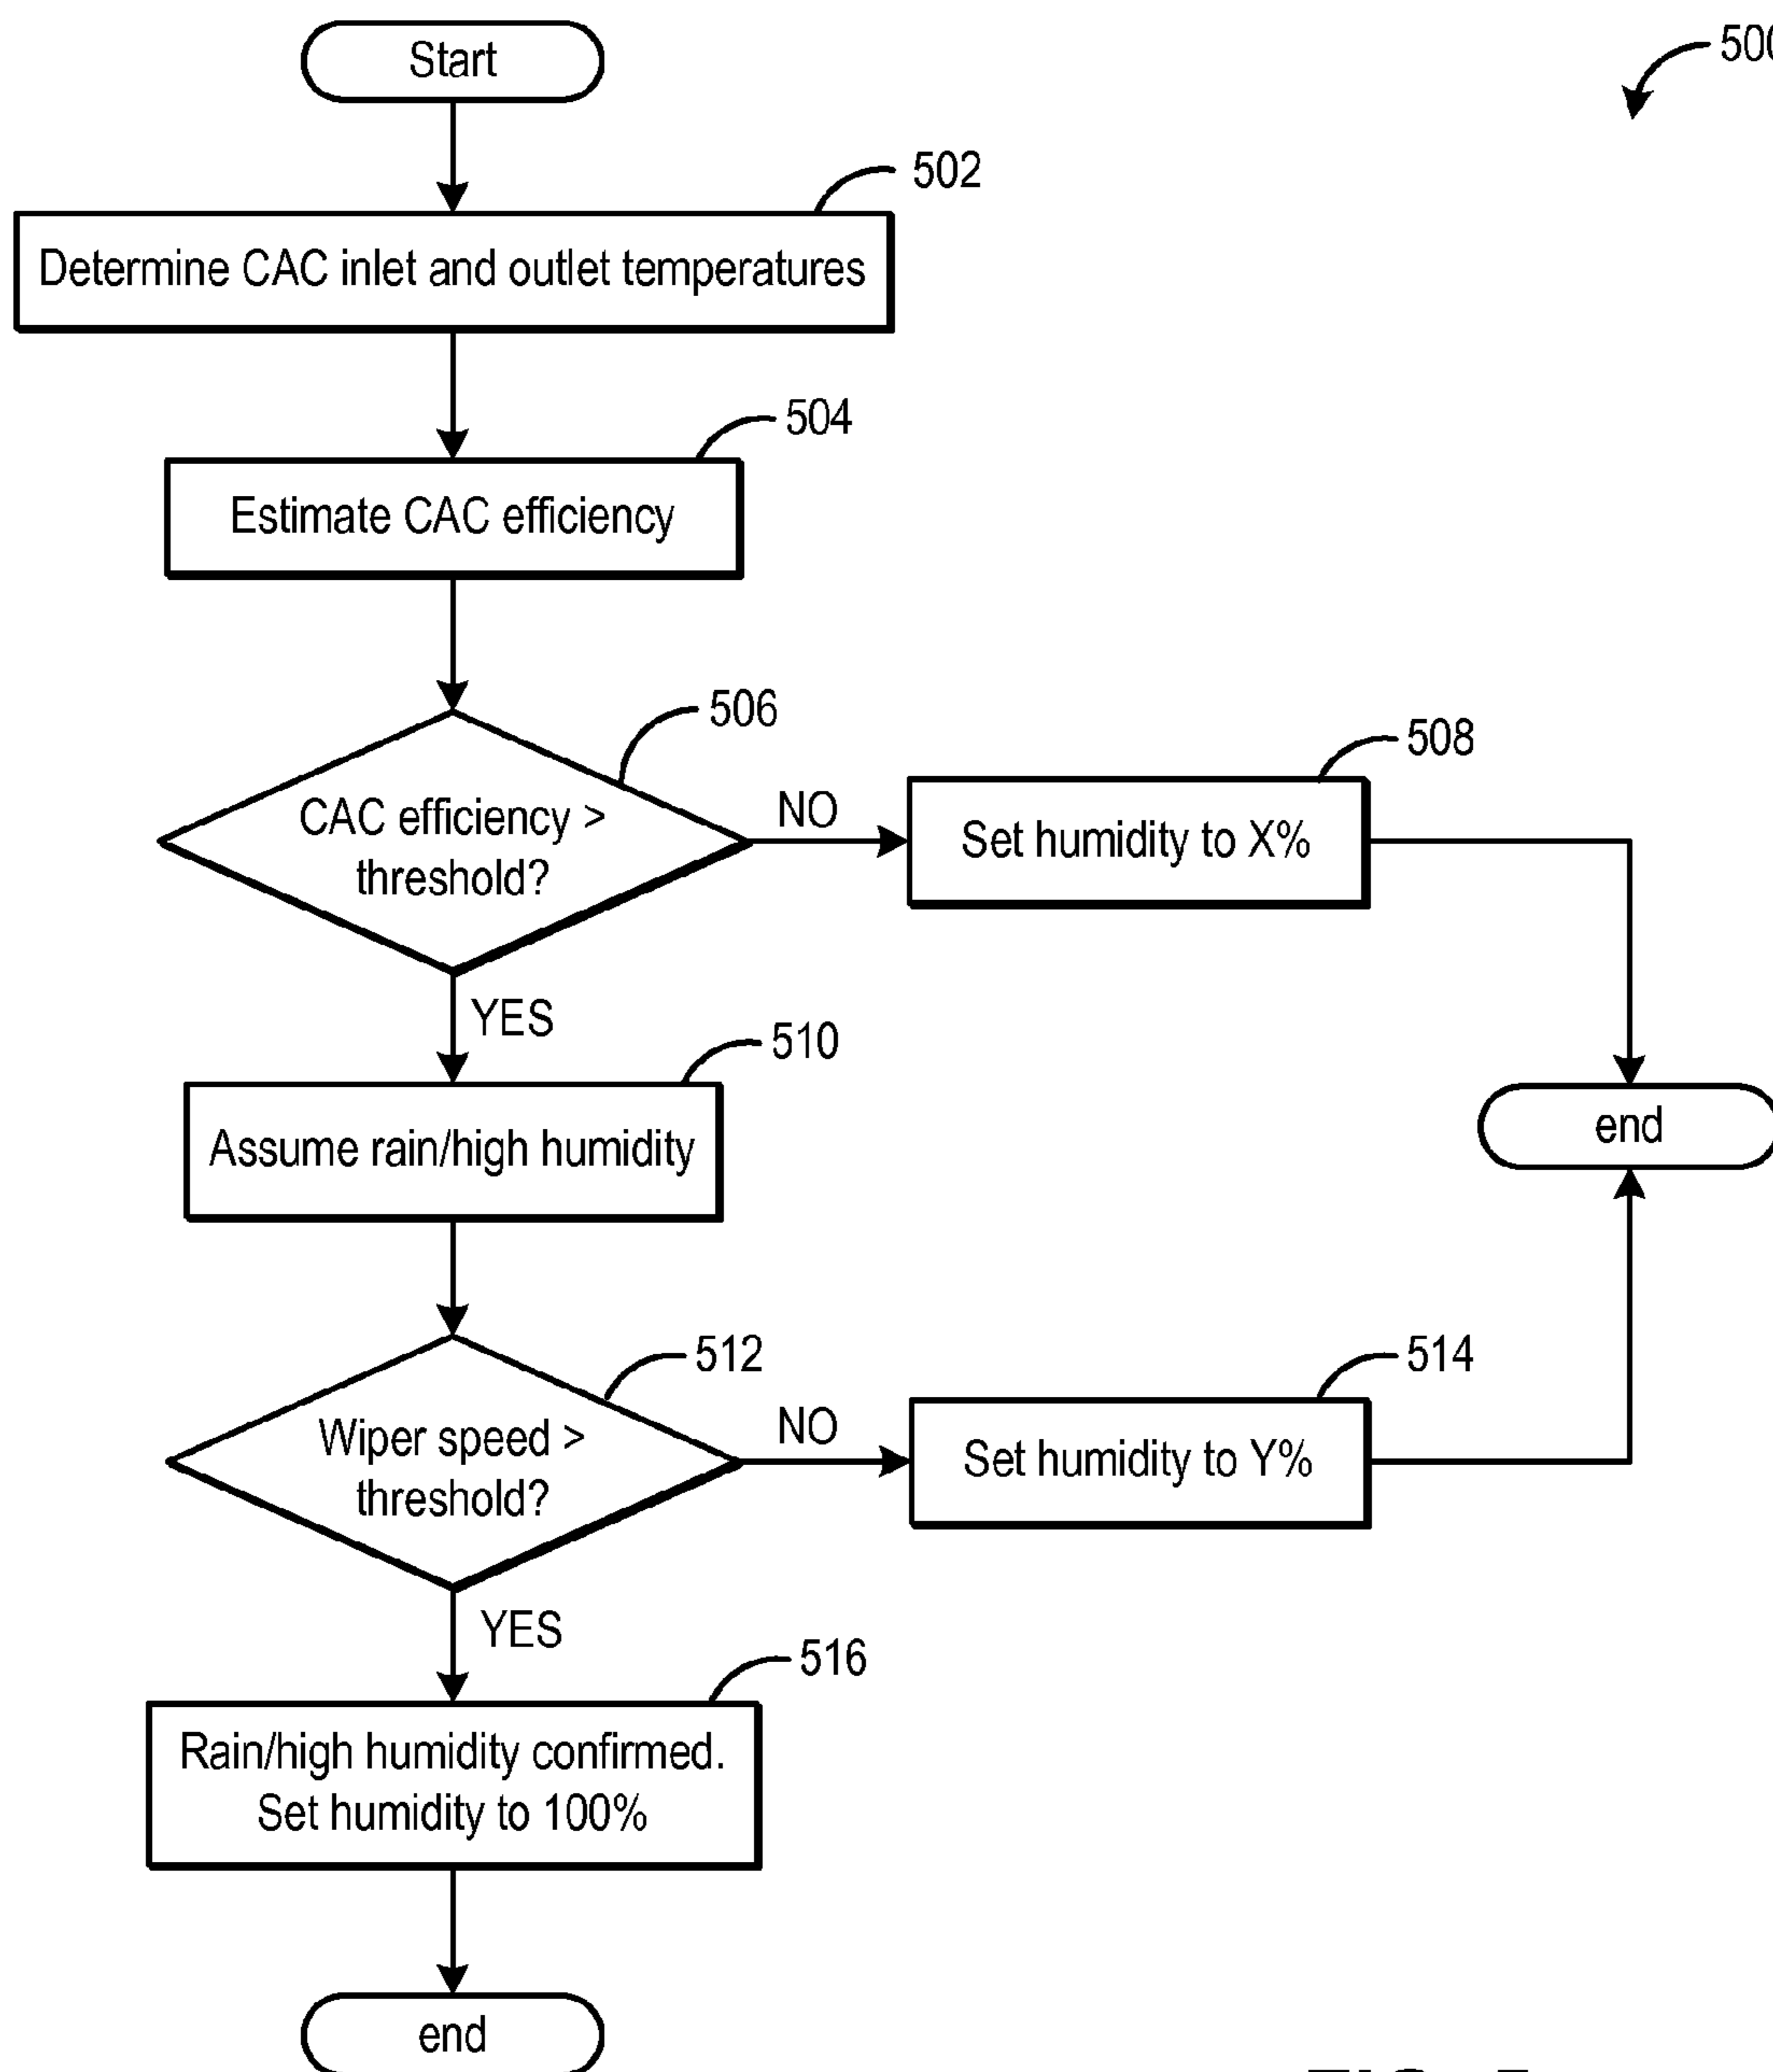 Start
502
Determine CAC inlet and outlet temperatures
504
Estimate CAC efficiency
506
CAC efficiency >
threshold?
NO
508
Set humidity to X%
YES
510
Assume rain/high humidity
end
512
Wiper speed >
threshold?
NO
514
Set humidity to Y%
YES
516
Rain/high humidity confirmed.
Set humidity to 100%
end